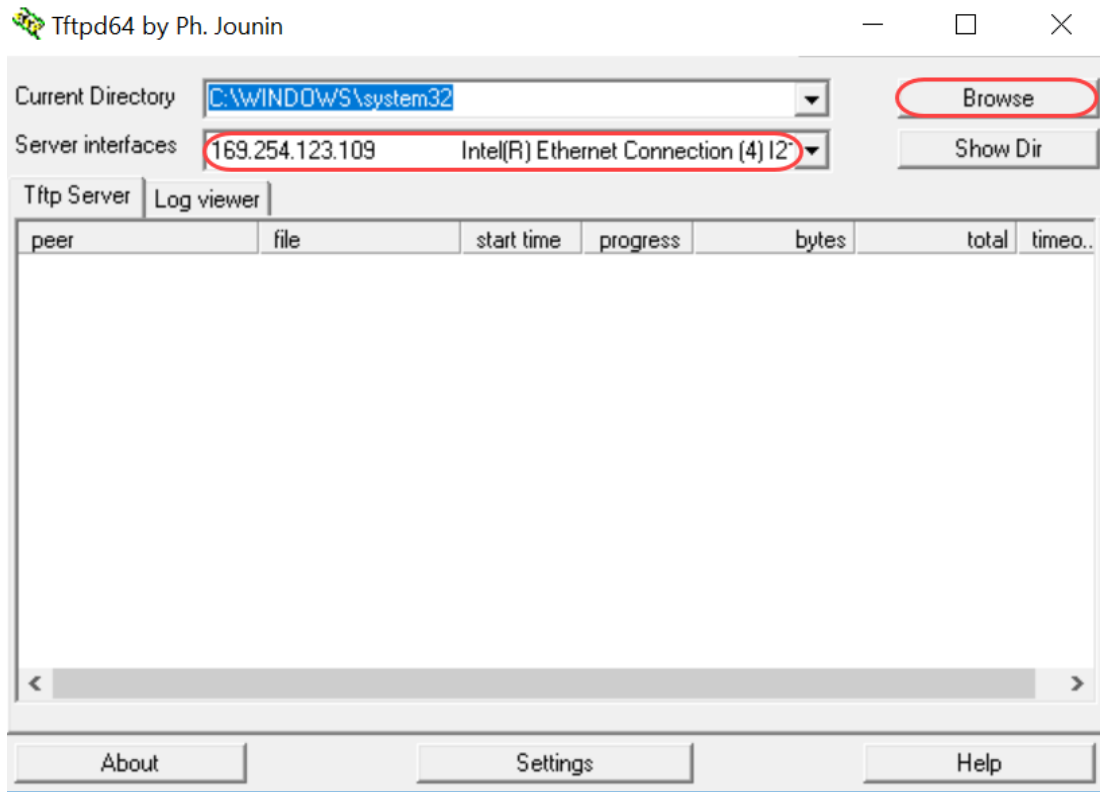 Tftpd64 by Ph. Jounin
Current Directory C:\WINDOWS\system32 Browse
Server interfaces 169.254.123.109 Intel(R) Ethernet Connection (4) I21 Show Dir
Tftp Server Log viewer
peer file start time progress bytes total timeo..
About Settings Help